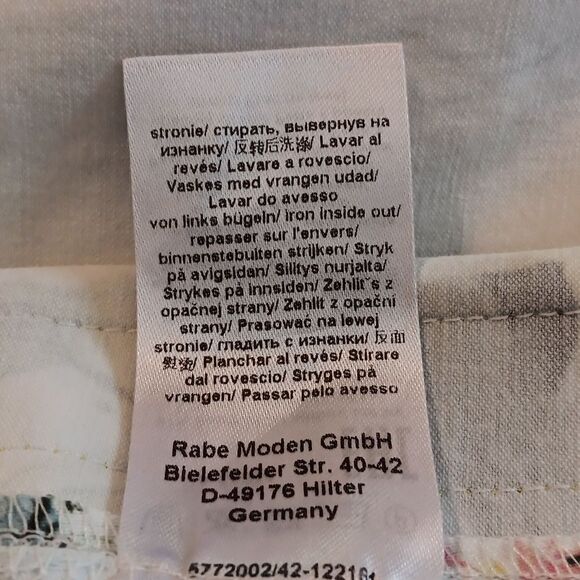 stronie/ стирать, вывернув на
изнанку/ 反转后洗涤/ Lavar al
revés/ Lavare a rovescio/
Vaskes med vrangen udad/
Lavar do avesso
von links bügeln/ iron inside out/
repasser sur l'envers/
binnenstebuiten strijken/ Stryk
på avigsidan/ Silitys nurjalta/
Strykes på innsiden/ Żehlit´s z
opačnej strany/ Žehlit z opační
strany/ Prasować na lewej
stronie/ гладить с изнанки/ 反面
熨烫/ Planchar al revés/ Stirare
dal rovescio/ Stryges på
vrangen/ Passar pelo avesso
Rabe Moden GmbH
Bielefelder Str. 40-42
D-49176 Hilter
Germany